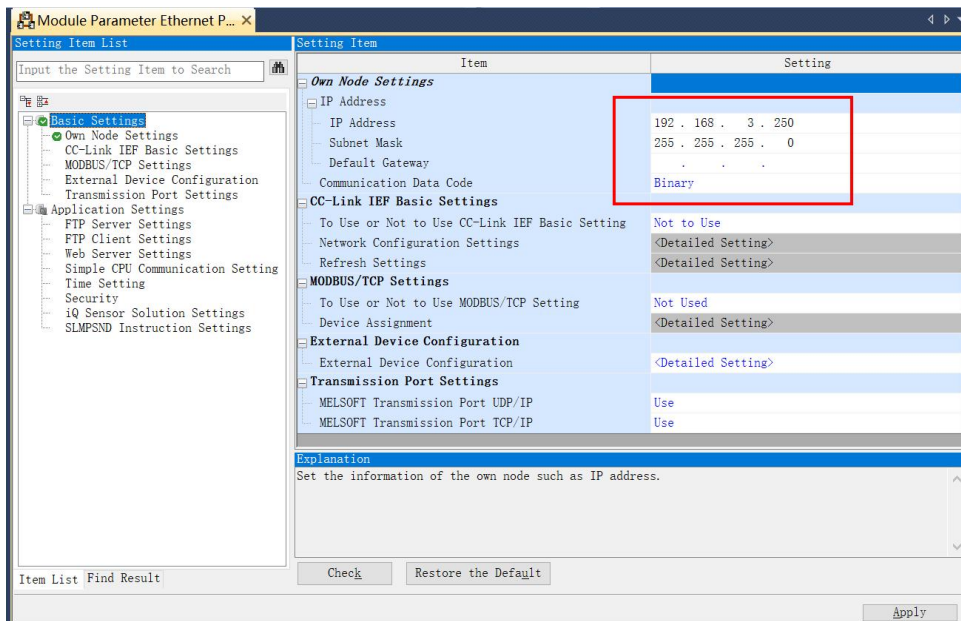 Module Parameter Ethernet P...
Setting Item List
Input the Setting Item to Search
Basic Settings
Own Node Settings
CC-Link IEF Basic Settings
MODBUS/TCP Settings
External Device Configuration
Transmission Port Settings
Application Settings
FTP Server Settings
FTP Client Settings
Web Server Settings
Simple CPU Communication Setting
Time Setting
Security
iQ Sensor Solution Settings
SLMPSND Instruction Settings
Item List Find Result
Setting Item
Item Setting
Own Node Settings
IP Address
IP Address 192 . 168 . 3 . 250
Subnet Mask 255 . 255 . 255 . 0
Default Gateway . . .
Communication Data Code Binary
CC-Link IEF Basic Settings
To Use or Not to Use CC-Link IEF Basic Setting Not to Use
Network Configuration Settings <Detailed Setting>
Refresh Settings <Detailed Setting>
MODBUS/TCP Settings
To Use or Not to Use MODBUS/TCP Setting Not Used
Device Assignment <Detailed Setting>
External Device Configuration
External Device Configuration <Detailed Setting>
Transmission Port Settings
MELSOFT Transmission Port UDP/IP Use
MELSOFT Transmission Port TCP/IP Use
Explanation
Set the information of the own node such as IP address.
Check Restore the Default
Apply